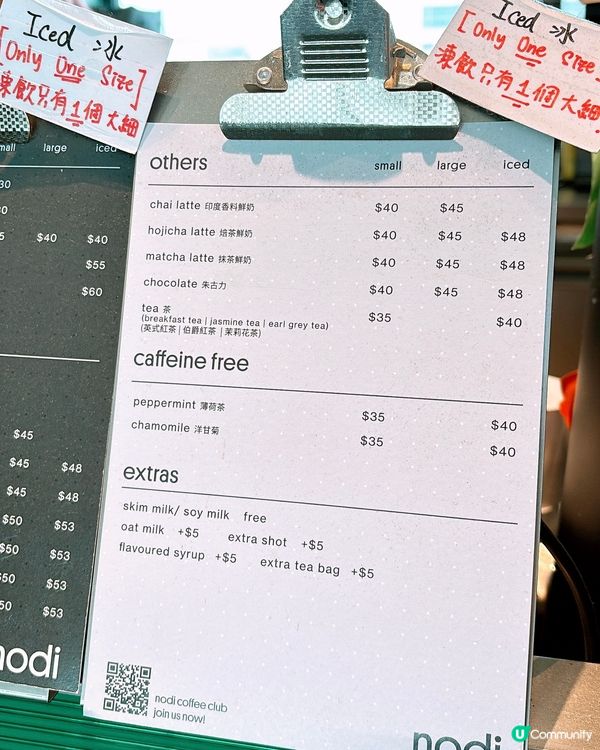 Iced 冰
[Only One Size]
凍飲只有1個大細
Iced 冰
[Only One Size]
凍飲只有1個大細
large iced
$40 $40
$55
$60
$45
$45 $48
$45 $48
$50 $53
$50 $53
$50 $53
$50 $53
nodi
others small large iced
chai latte 印度香料鮮奶 $40 $45
hojicha latte 焙茶鮮奶 $40 $45 $48
matcha latte 抹茶鮮奶 $40 $45 $48
chocolate 朱古力 $40 $45 $48
tea 茶 $35 $40
(breakfast tea | jasmine tea | earl grey tea)
(英式紅茶 | 伯爵紅茶 | 茉莉花茶)
caffeine free
peppermint 薄荷茶 $35 $40
chamomile 洋甘菊 $35 $40
extras
skim milk/ soy milk free
oat milk +$5 extra shot +$5
flavoured syrup +$5 extra tea bag +$5
nodi coffee club
join us now!
nodi
U Community